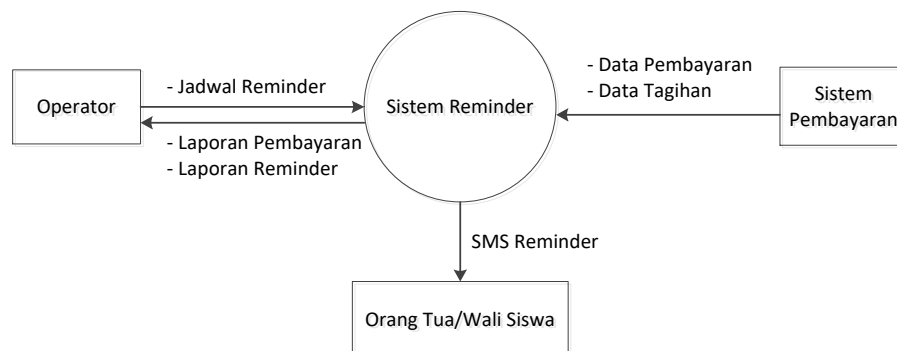 Operator
- Jadwal Reminder
- Laporan Pembayaran
- Laporan Reminder
Sistem Reminder
- Data Pembayaran
- Data Tagihan
Sistem
Pembayaran
SMS Reminder
Orang Tua/Wali Siswa